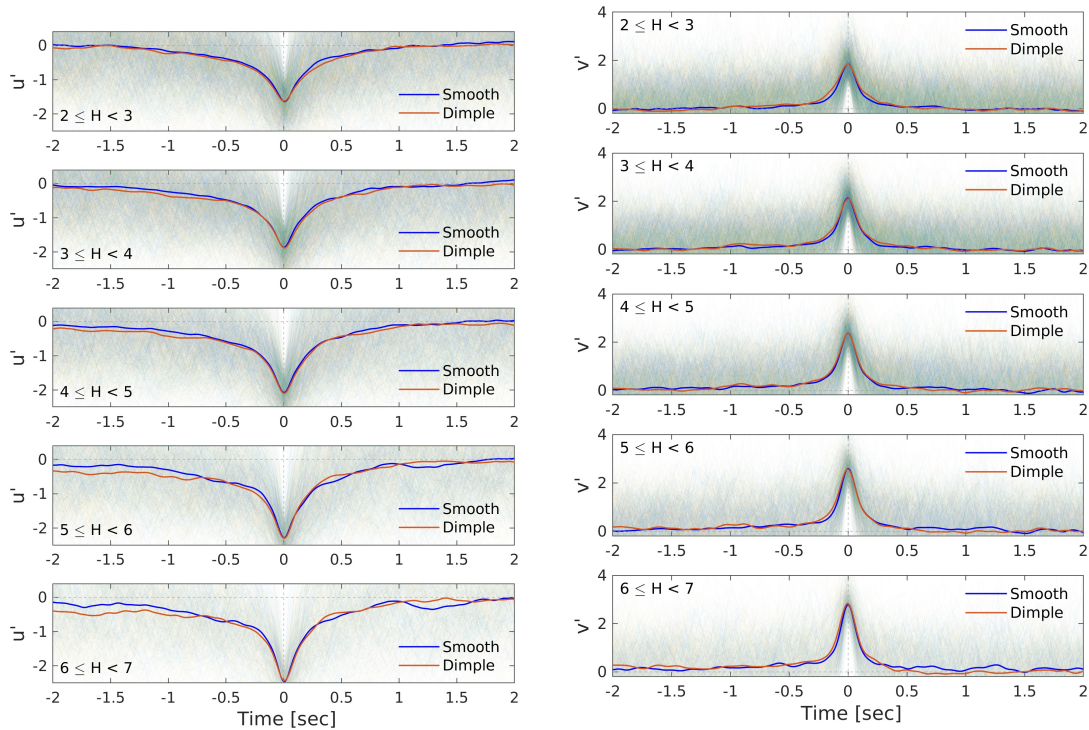 u'
0
-1
-2
2 ≤ H < 3
Smooth
Dimple
-2 -1.5 -1 -0.5 0 0.5 1 1.5 2
u'
0
-1
-2
3 ≤ H < 4
Smooth
Dimple
-2 -1.5 -1 -0.5 0 0.5 1 1.5 2
u'
0
-1
-2
4 ≤ H < 5
Smooth
Dimple
-2 -1.5 -1 -0.5 0 0.5 1 1.5 2
u'
0
-1
-2
5 ≤ H < 6
Smooth
Dimple
-2 -1.5 -1 -0.5 0 0.5 1 1.5 2
u'
0
-1
-2
6 ≤ H < 7
Smooth
Dimple
-2 -1.5 -1 -0.5 0 0.5 1 1.5 2
Time [sec]
v'
4
2
0
2 ≤ H < 3
Smooth
Dimple
-2 -1.5 -1 -0.5 0 0.5 1 1.5 2
v'
4
2
0
3 ≤ H < 4
Smooth
Dimple
-2 -1.5 -1 -0.5 0 0.5 1 1.5 2
v'
4
2
0
4 ≤ H < 5
Smooth
Dimple
-2 -1.5 -1 -0.5 0 0.5 1 1.5 2
v'
4
2
0
5 ≤ H < 6
Smooth
Dimple
-2 -1.5 -1 -0.5 0 0.5 1 1.5 2
v'
4
2
0
6 ≤ H < 7
Smooth
Dimple
-2 -1.5 -1 -0.5 0 0.5 1 1.5 2
Time [sec]